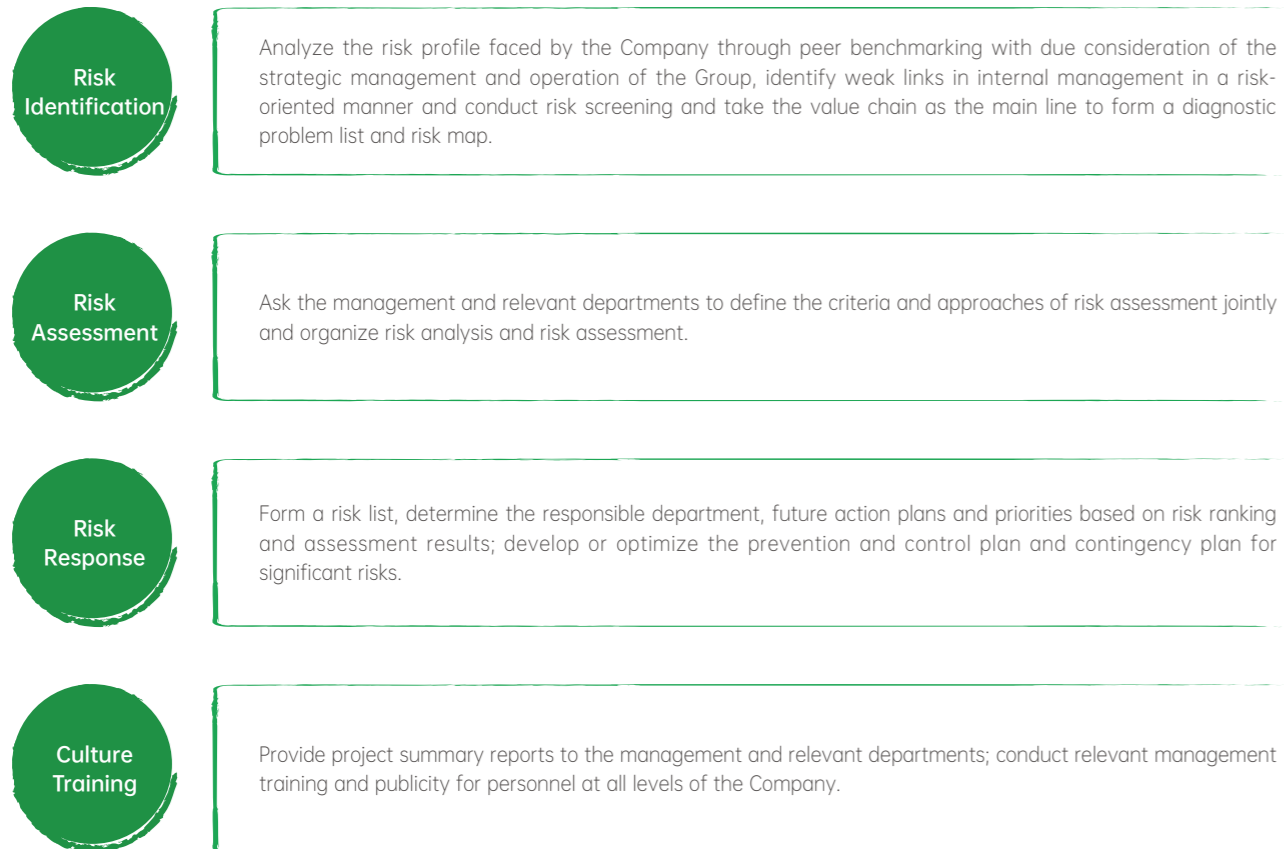 Risk
Identification
Analyze the risk profile faced by the Company through peer benchmarking with due consideration of the
strategic management and operation of the Group, identify weak links in internal management in a risk-
oriented manner and conduct risk screening and take the value chain as the main line to form a diagnostic
problem list and risk map.
Risk
Assessment
Ask the management and relevant departments to define the criteria and approaches of risk assessment jointly
and organize risk analysis and risk assessment.
Risk
Response
Form a risk list, determine the responsible department, future action plans and priorities based on risk ranking
and assessment results; develop or optimize the prevention and control plan and contingency plan for
significant risks.
Culture
Training
Provide project summary reports to the management and relevant departments; conduct relevant management
training and publicity for personnel at all levels of the Company.